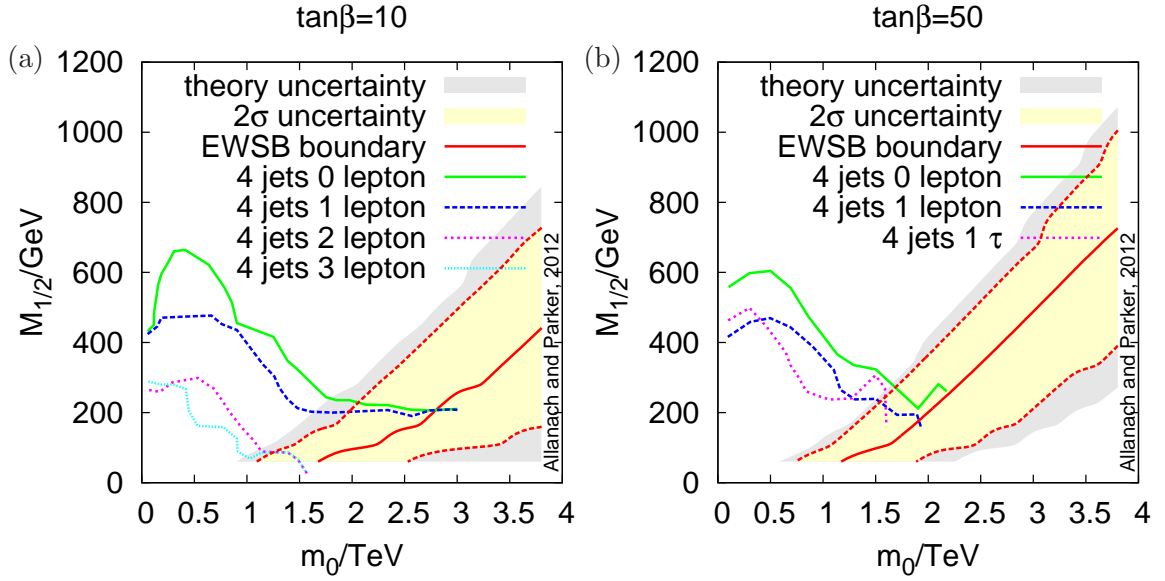 tanβ=10
(a)
1200
1000
800
600
400
200
0
M1/2/GeV
theory uncertainty
2σ uncertainty
EWSB boundary
4 jets 0 lepton
4 jets 1 lepton
4 jets 2 lepton
4 jets 3 lepton
Allanach and Parker, 2012
0 0.5 1 1.5 2 2.5 3 3.5 4
m0/TeV
tanβ=50
(b)
1200
1000
800
600
400
200
0
M1/2/GeV
theory uncertainty
2σ uncertainty
EWSB boundary
4 jets 0 lepton
4 jets 1 lepton
4 jets 1 τ
Allanach and Parker, 2012
0 0.5 1 1.5 2 2.5 3 3.5 4
m0/TeV